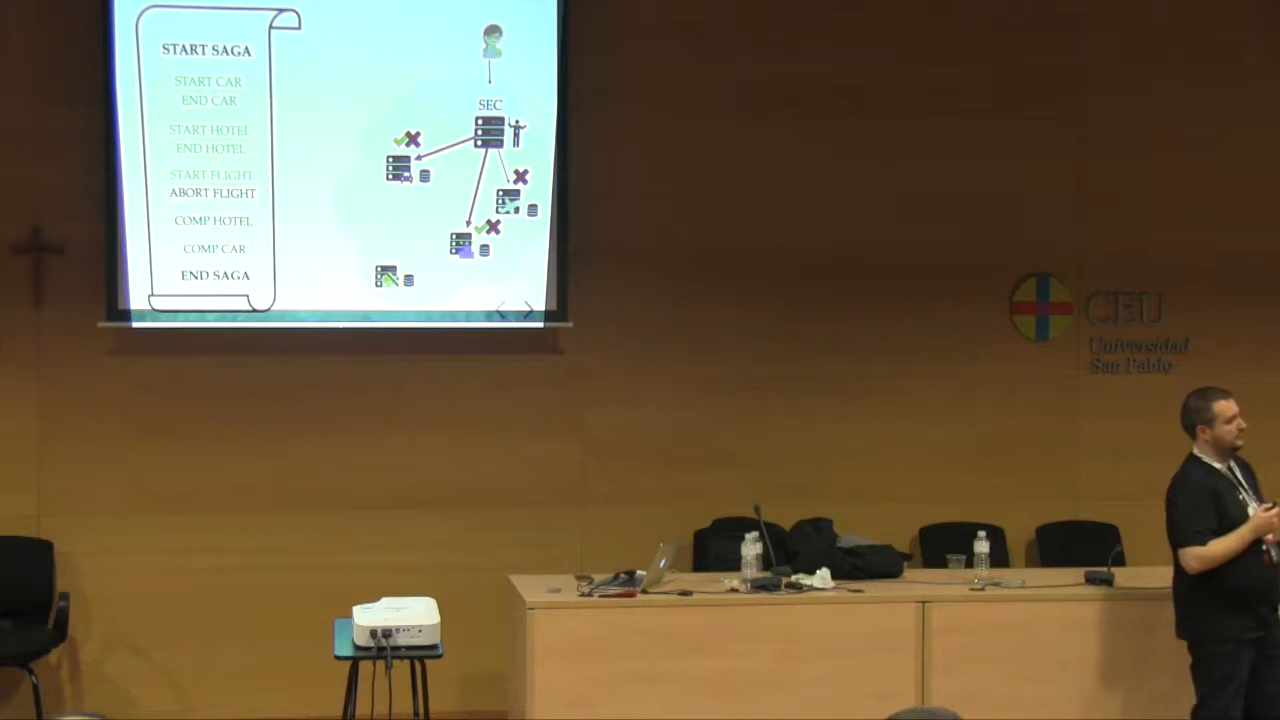 START SAGA
START CAR
END CAR
START HOTEL
END HOTEL
START FLIGHT
ABORT FLIGHT
COMP HOTEL
COMP CAR
END SAGA
SEC
CEU
Universidad
San Pablo